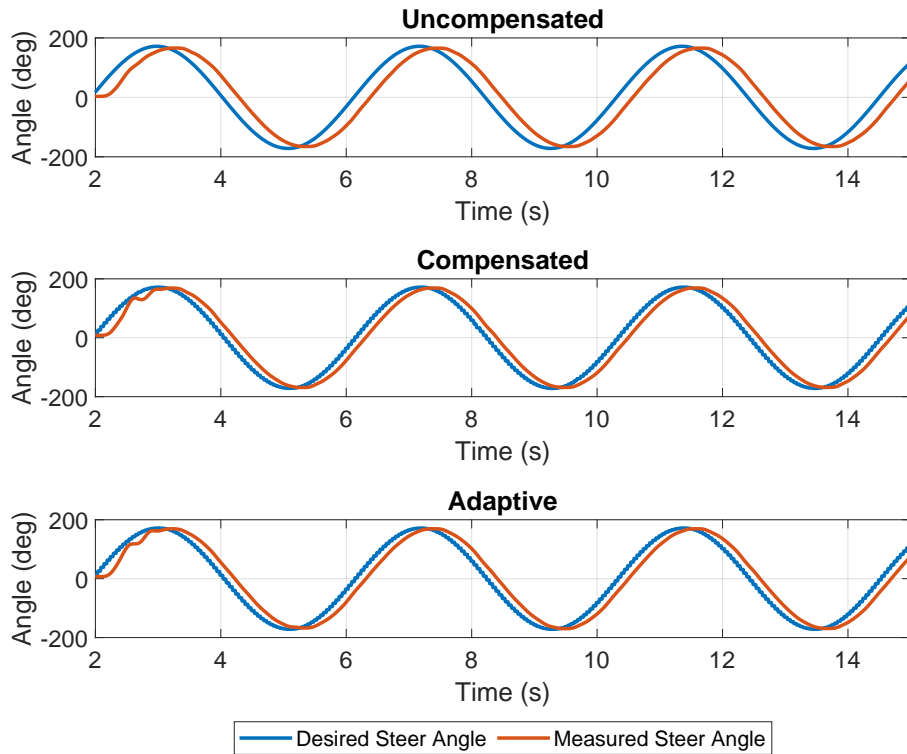 Uncompensated
Angle (deg)
200
0
-200
2 4 6 8 10 12 14
Time (s)
Compensated
Angle (deg)
200
0
-200
2 4 6 8 10 12 14
Time (s)
Adaptive
Angle (deg)
200
0
-200
2 4 6 8 10 12 14
Time (s)
Desired Steer Angle Measured Steer Angle